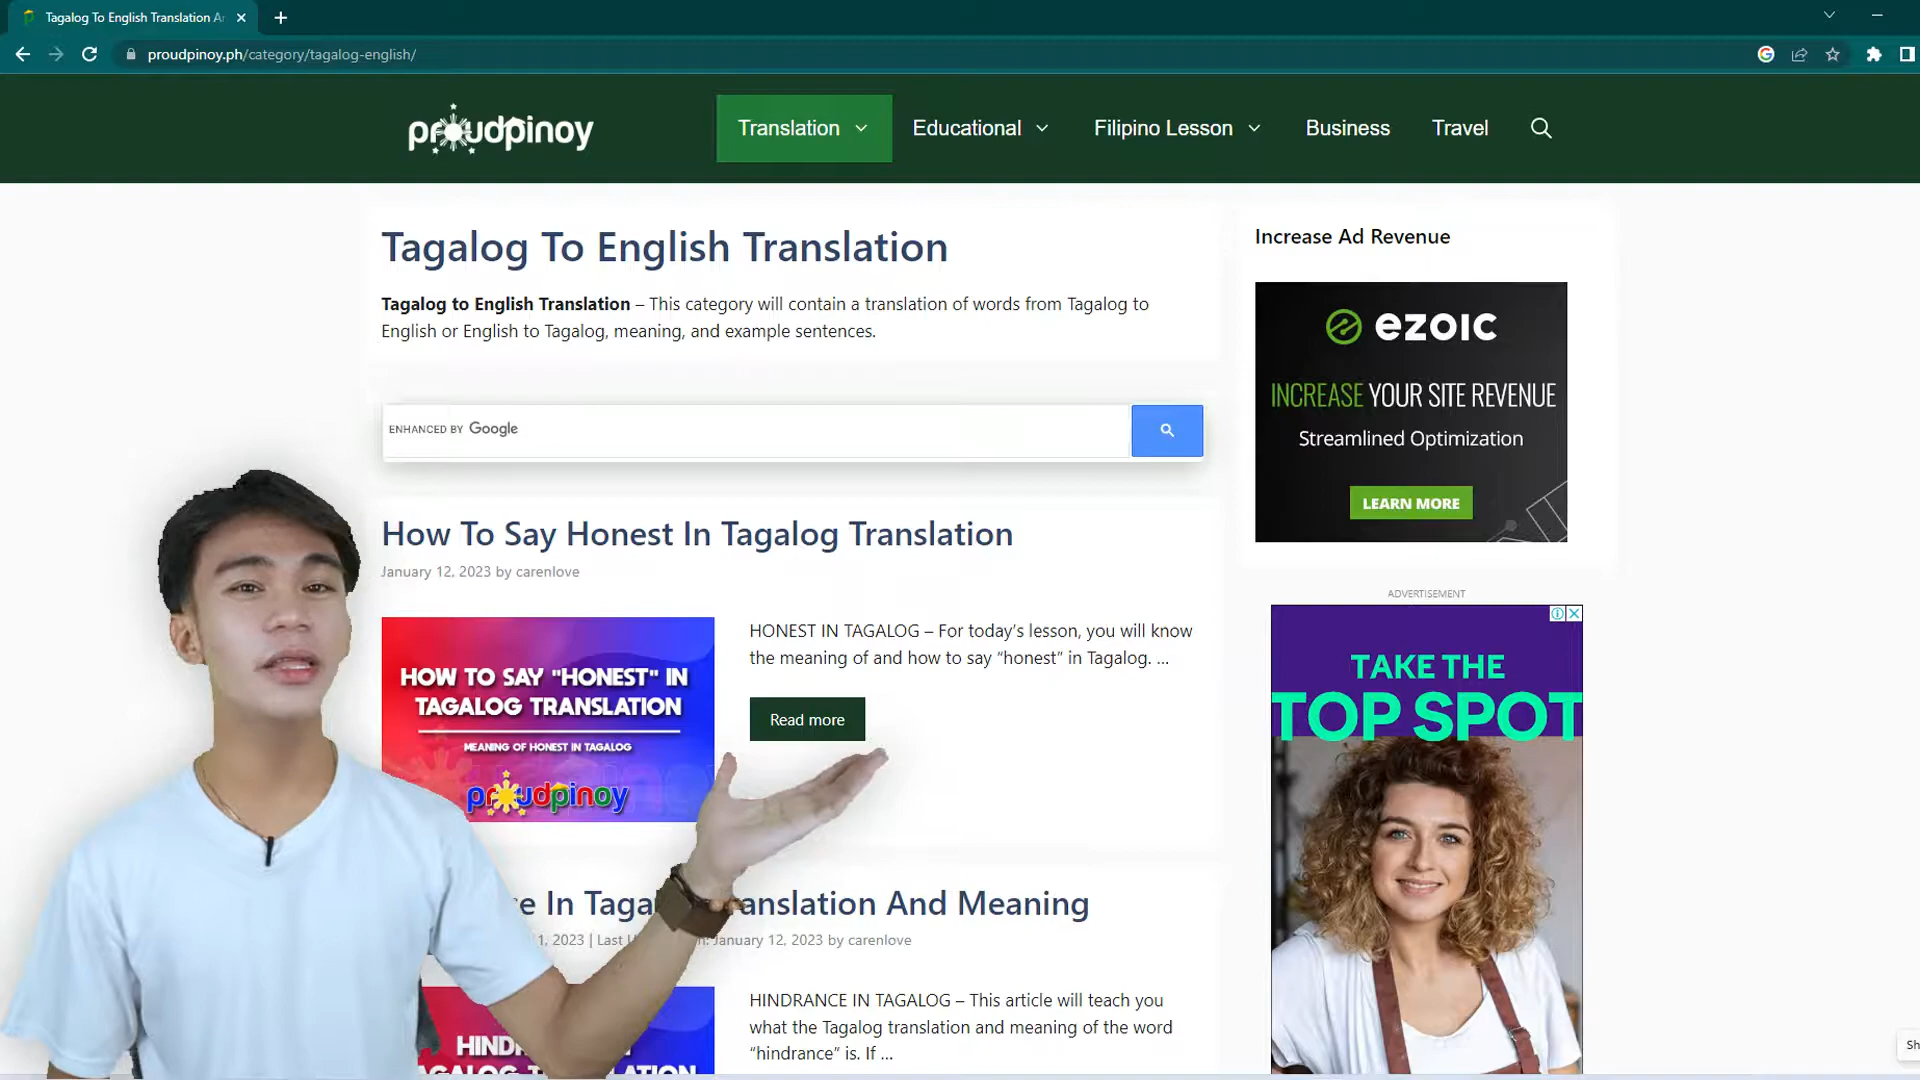 Tagalog To English Translation
proudpinoy.ph/category/tagalog-english/
proudpinoy
Translation
Educational
Filipino Lesson
Business
Travel
Tagalog To English Translation
Tagalog to English Translation – This category will contain a translation of words from Tagalog to
English or English to Tagalog, meaning, and example sentences.
ENHANCED BY Google
How To Say Honest In Tagalog Translation
January 12, 2023 by carenlove
HOW TO SAY "HONEST" IN
TAGALOG TRANSLATION
MEANING OF HONEST IN TAGALOG
proudpinoy
HONEST IN TAGALOG – For today’s lesson, you will know
the meaning of and how to say “honest” in Tagalog. ...
Read more
In Translation And Meaning
1, 2023 | Last January 12, 2023 by carenlove
HINDRANCE IN TAGALOG – This article will teach you
what the Tagalog translation and meaning of the word
“hindrance” is. If ...
Increase Ad Revenue
EZOIC
INCREASE YOUR SITE REVENUE
Streamlined Optimization
LEARN MORE
ADVERTISEMENT
TAKE THE
TOP SPOT